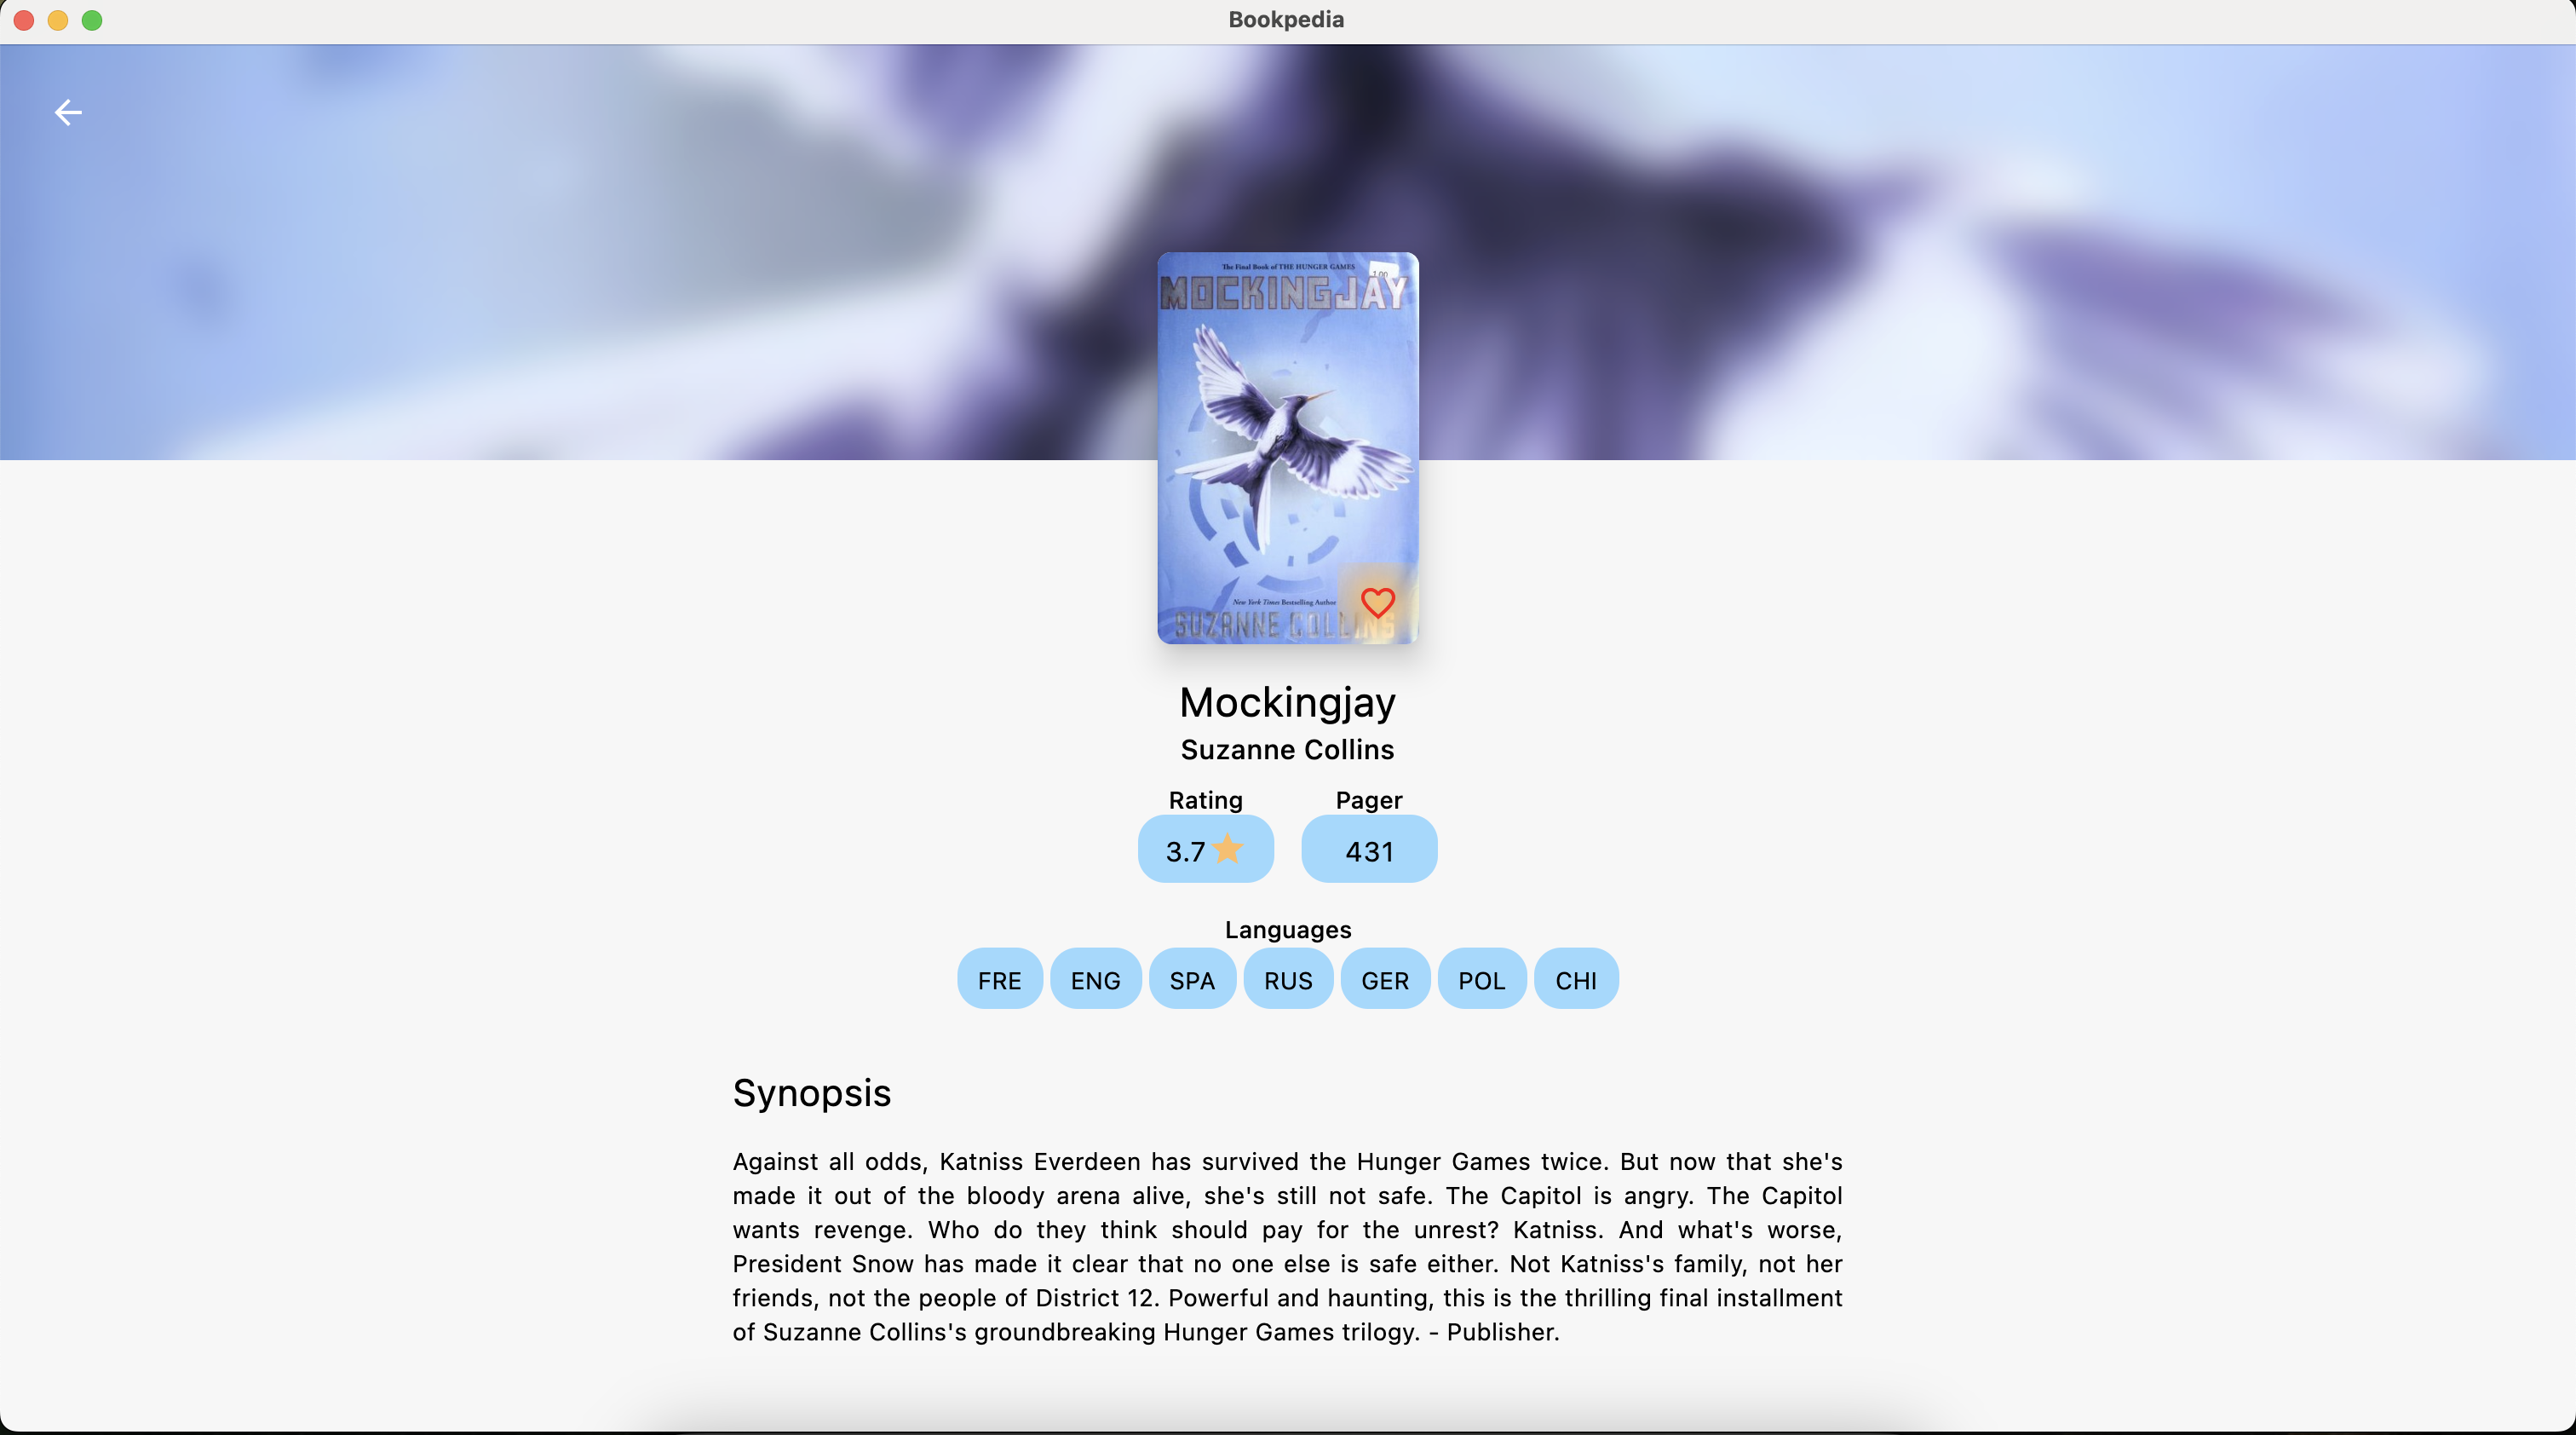 Bookpedia
The Final Book of THE HUNGER GAMES
1.00
MOCKINGJAY
New York Times Bestselling Author
SUZANNE COLLINS
Mockingjay
Suzanne Collins
Rating Pager
3.7 431
Languages
FRE ENG SPA RUS GER POL CHI
Synopsis
Against all odds, Katniss Everdeen has survived the Hunger Games twice. But now that she's
made it out of the bloody arena alive, she's still not safe. The Capitol is angry. The Capitol
wants revenge. Who do they think should pay for the unrest? Katniss. And what's worse,
President Snow has made it clear that no one else is safe either. Not Katniss's family, not her
friends, not the people of District 12. Powerful and haunting, this is the thrilling final installment
of Suzanne Collins's groundbreaking Hunger Games trilogy. - Publisher.